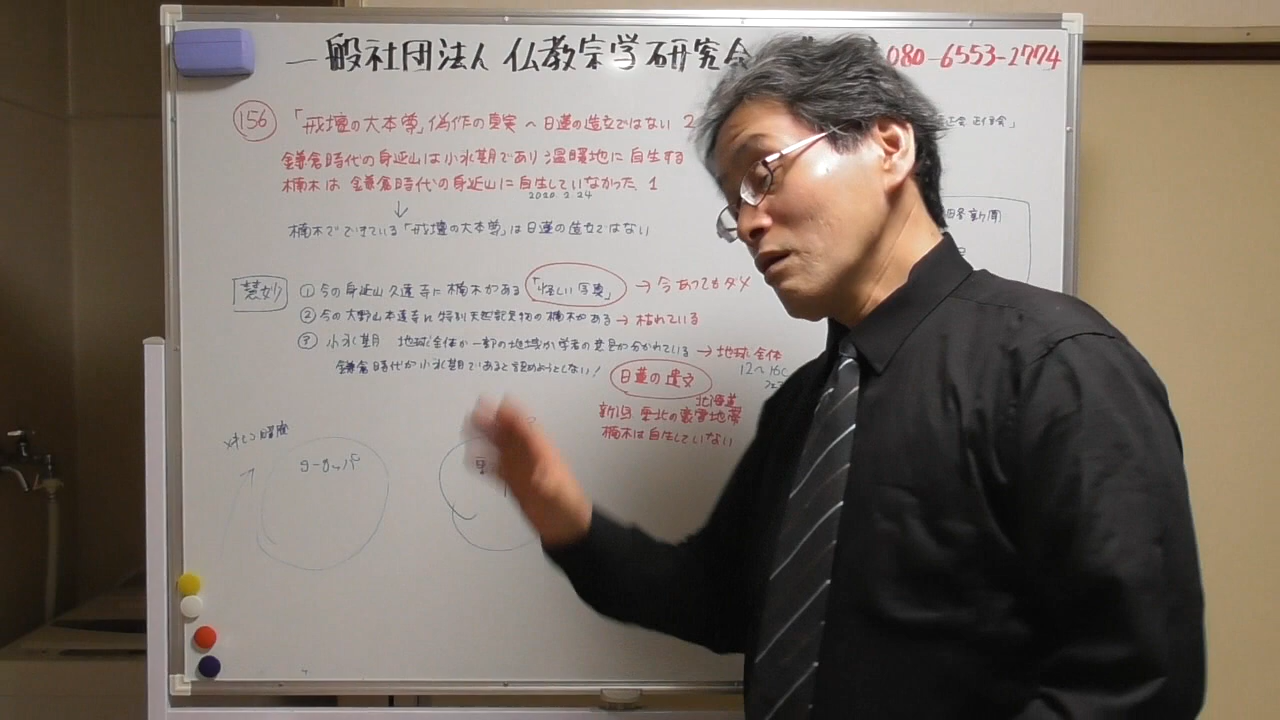 一般社団法人 仏教宗学研究会
080-6553-2774
156 「戒壇の大本尊」偽作の真実～日蓮の造立ではない 2
正会 正信会」
鎌倉時代の身延山は小氷期であり温暖地に自生する
楠木は鎌倉時代の身延山に自生していなかった 1
2020 2 24
↓
楠木でできている「戒壇の大本尊」は日蓮の造立ではない
新聞
「慧妙」 ① 今の身延山久遠寺に楠木がある「怪しい写真」 → 今あってもダメ
② 今の大野山本遠寺に特別天然記念物の楠木がある → 枯れている
③ 小氷期 地球全体か一部の地域か学者の意見が分かれている → 地球全体
12～16C
鎌倉時代が小氷期であると認めようとしない!
日蓮の遺文
北海道
新潟 東北の豪雪地帯
楠木は自生していない
ヨーロッパ